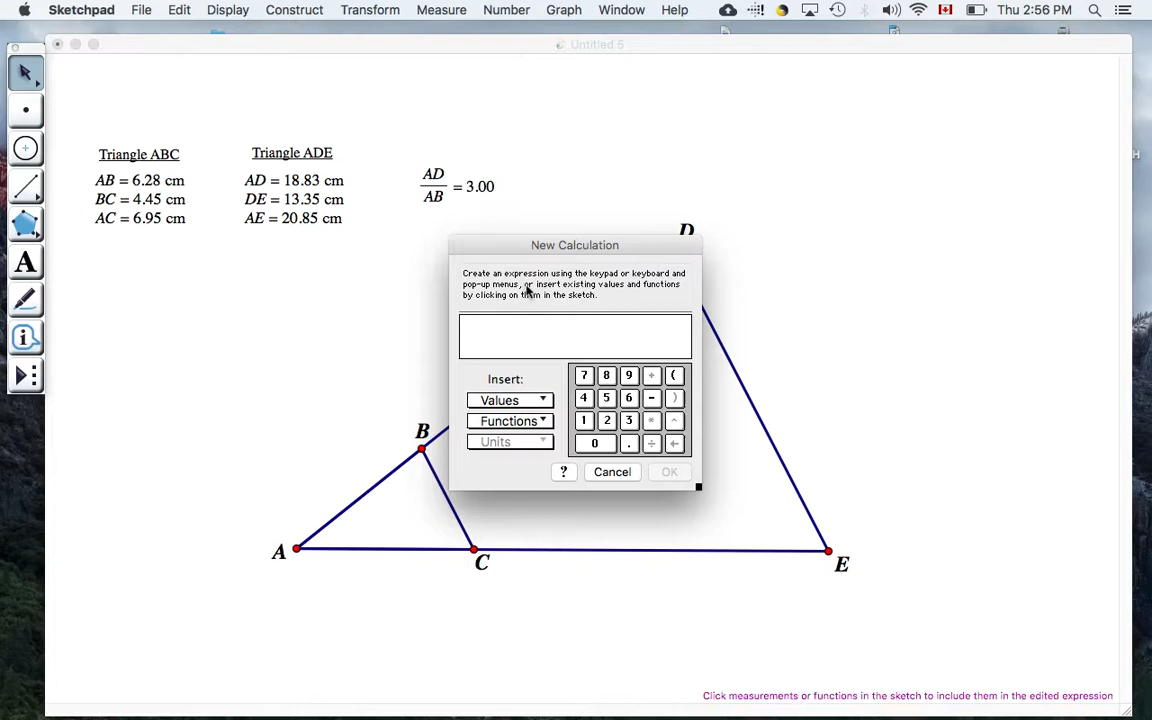 Sketchpad File Edit Display Construct Transform Measure Number Graph Window Help Thu 2:56 PM
Untitled 5
Triangle ABC Triangle ADE
AB = 6.28 cm AD = 18.83 cm
BC = 4.45 cm DE = 13.35 cm
AC = 6.95 cm AE = 20.85 cm
AD
AB = 3.00
D
New Calculation
Create an expression using the keypad or keyboard and
pop-up menus, or insert existing values and functions
by clicking on them in the sketch.
Insert:
Values
Functions
Units
7 8 9 + (
4 5 6 - )
1 2 3 * ^
0 . ÷ ←
? Cancel OK
B
A
C
E
A
i
H
Click measurements or functions in the sketch to include them in the edited expression